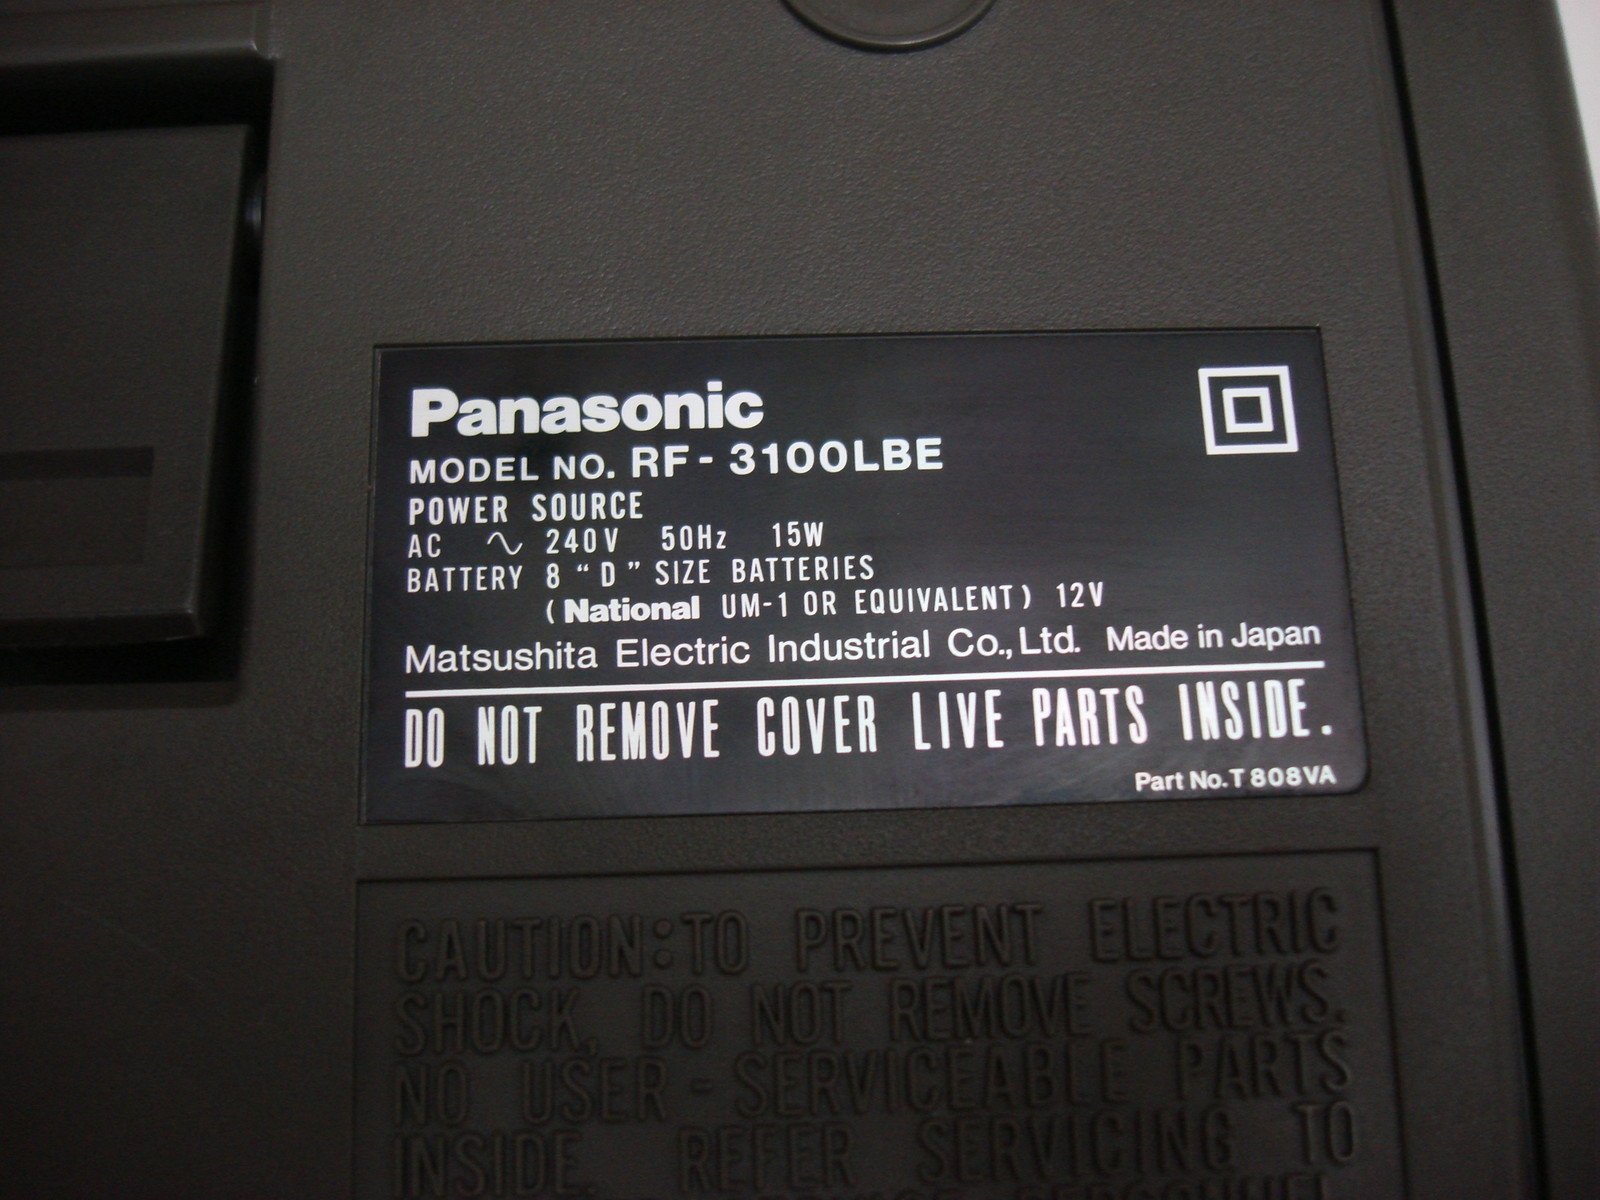 Panasonic
MODEL NO. RF-3100LBE
POWER SOURCE
AC ∿ 240V 50Hz 15W
BATTERY 8 "D" SIZE BATTERIES
(National UM-1 OR EQUIVALENT) 12V
Matsushita Electric Industrial Co., Ltd. Made in Japan
DO NOT REMOVE COVER LIVE PARTS INSIDE.
Part No. T808VA
CAUTION: TO PREVENT ELECTRIC
SHOCK, DO NOT REMOVE SCREWS.
NO USER-SERVICEABLE PARTS
INSIDE. REFER SERVICING TO